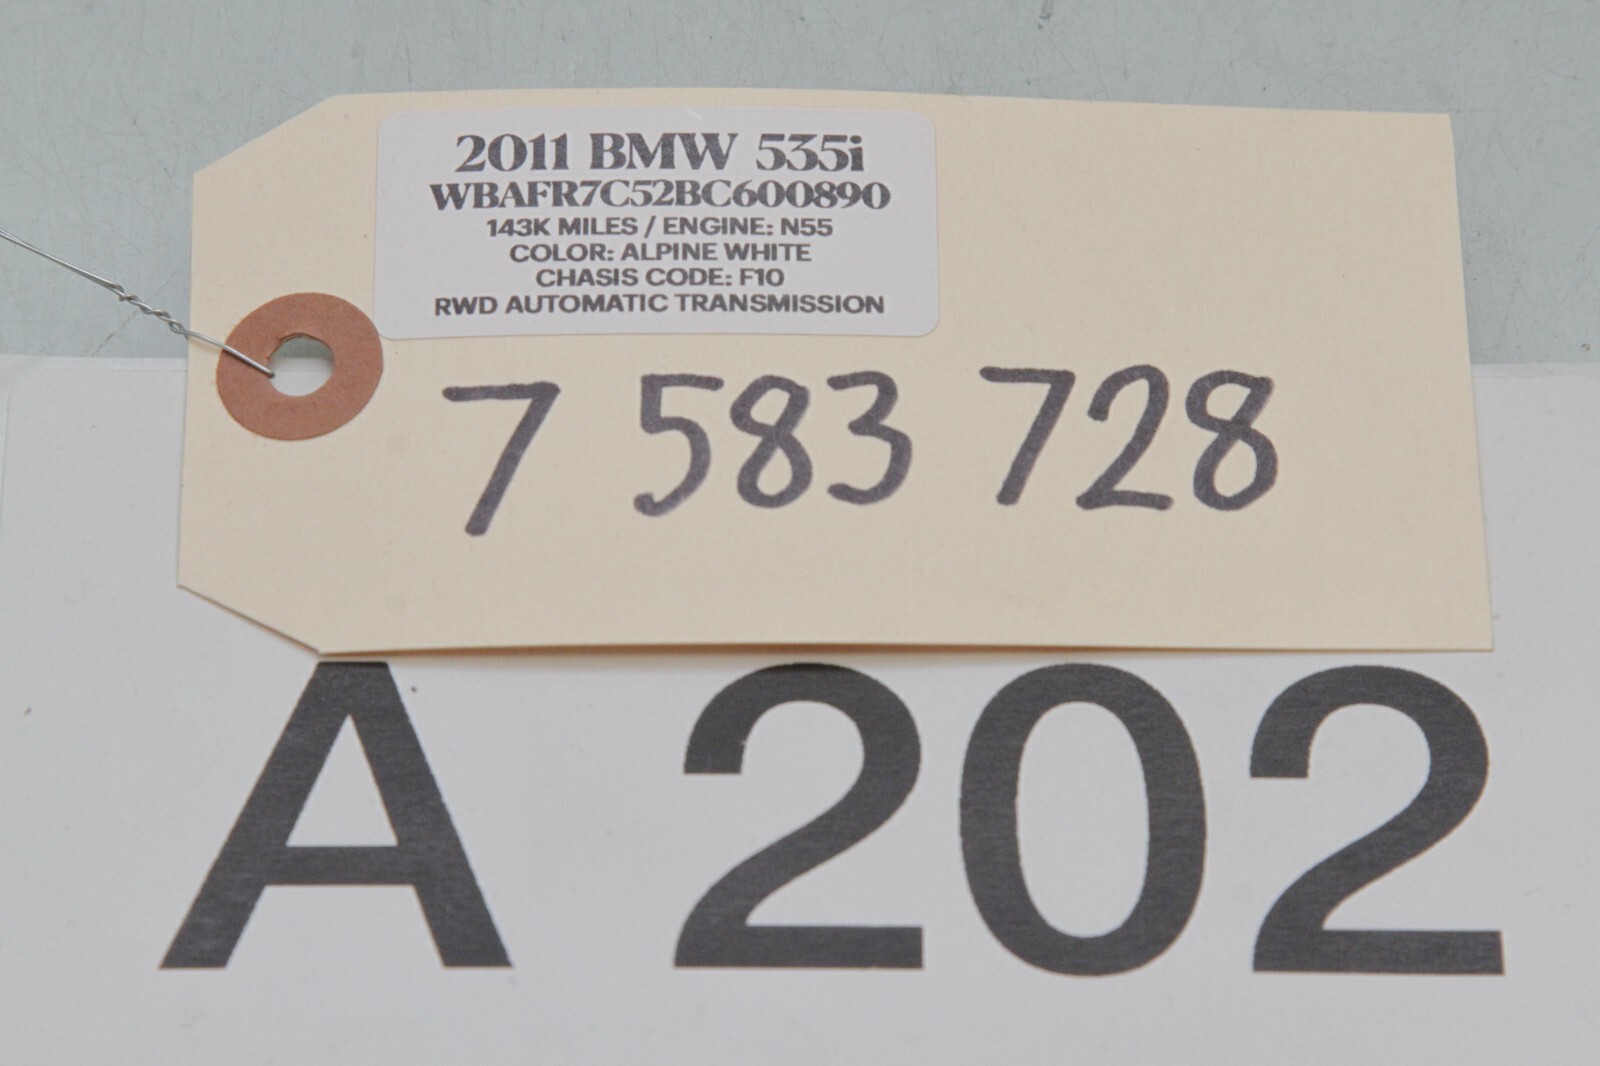 2011 BMW 535i
WBAFR7C52BC600890
143K MILES / ENGINE: N55
COLOR: ALPINE WHITE
CHASIS CODE: F10
RWD AUTOMATIC TRANSMISSION
7 583 728
A 202